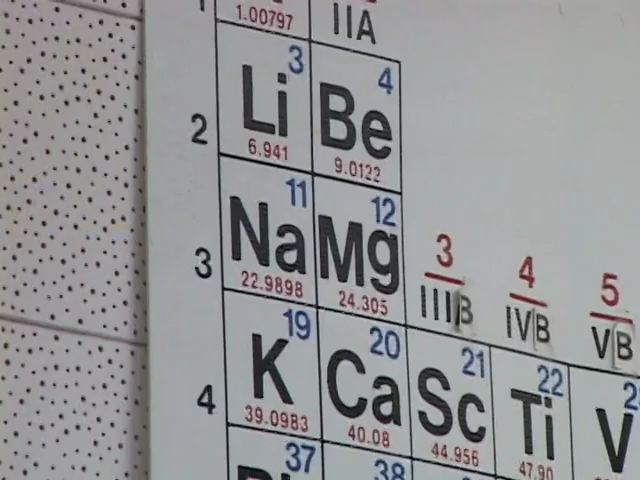 1.00797 IIA
3 4
2 Li Be
6.941 9.0122
11 12
3 Na Mg
22.9898 24.305
3 4 5
IIIB IVB VB
19 20 21 22
4 K Ca Sc Ti V
39.0983 40.08 44.956 47.90
37 38